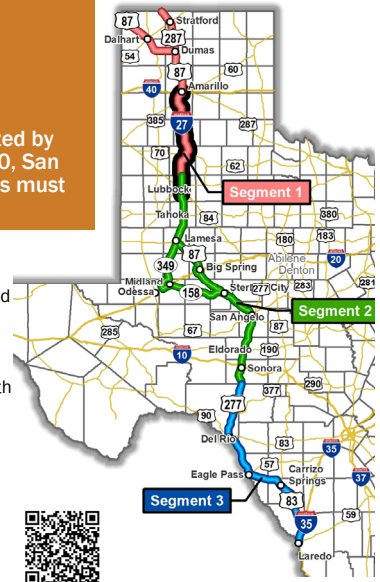 ted by
0, San
s must
d
th
87
Stratford
Dalhart
287
Dumas
54
87
60
40
Amarillo
385
27
287
70
62
Lubbock
Segment 1
Tahoka
84
380
Lamesa
183
180
87
349
Big Spring
Abilene
Denton
20
Midland
Odessa
158
Sterling City
277
283
281
San Angelo
Segment 2
87
285
67
10
Eldorado
190
Sonora
377
290
277
90
Del Rio
83
35
57
Eagle Pass
Carrizo
Springs
37
Segment 3
83
59
35
Laredo